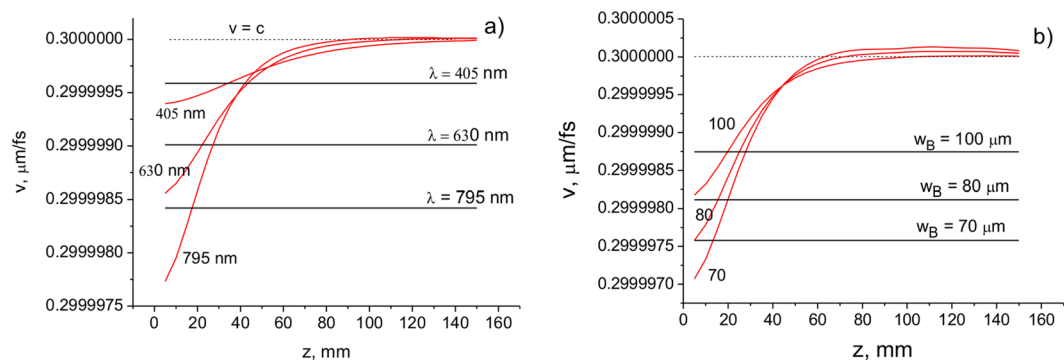 a)
v = c
0.3000000
λ = 405 nm
0.2999995
405 nm
λ = 630 nm
0.2999990
630 nm
0.2999985
λ = 795 nm
0.2999980
795 nm
0.2999975
v, μm/fs
0 20 40 60 80 100 120 140 160
z, mm
b)
0.3000005
0.3000000
0.2999995
100
0.2999990
w_B = 100 μm
0.2999985
w_B = 80 μm
80
0.2999980
w_B = 70 μm
0.2999975
70
0.2999970
v, μm/fs
0 20 40 60 80 100 120 140 160
z, mm